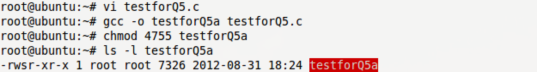 root@ubuntu:~# vi testforQ5.c
root@ubuntu:~# gcc -o testforQ5a testforQ5.c
root@ubuntu:~# chmod 4755 testforQ5a
root@ubuntu:~# ls -l testforQ5a
-rwsr-xr-x 1 root root 7326 2012-08-31 18:24 testforQ5a